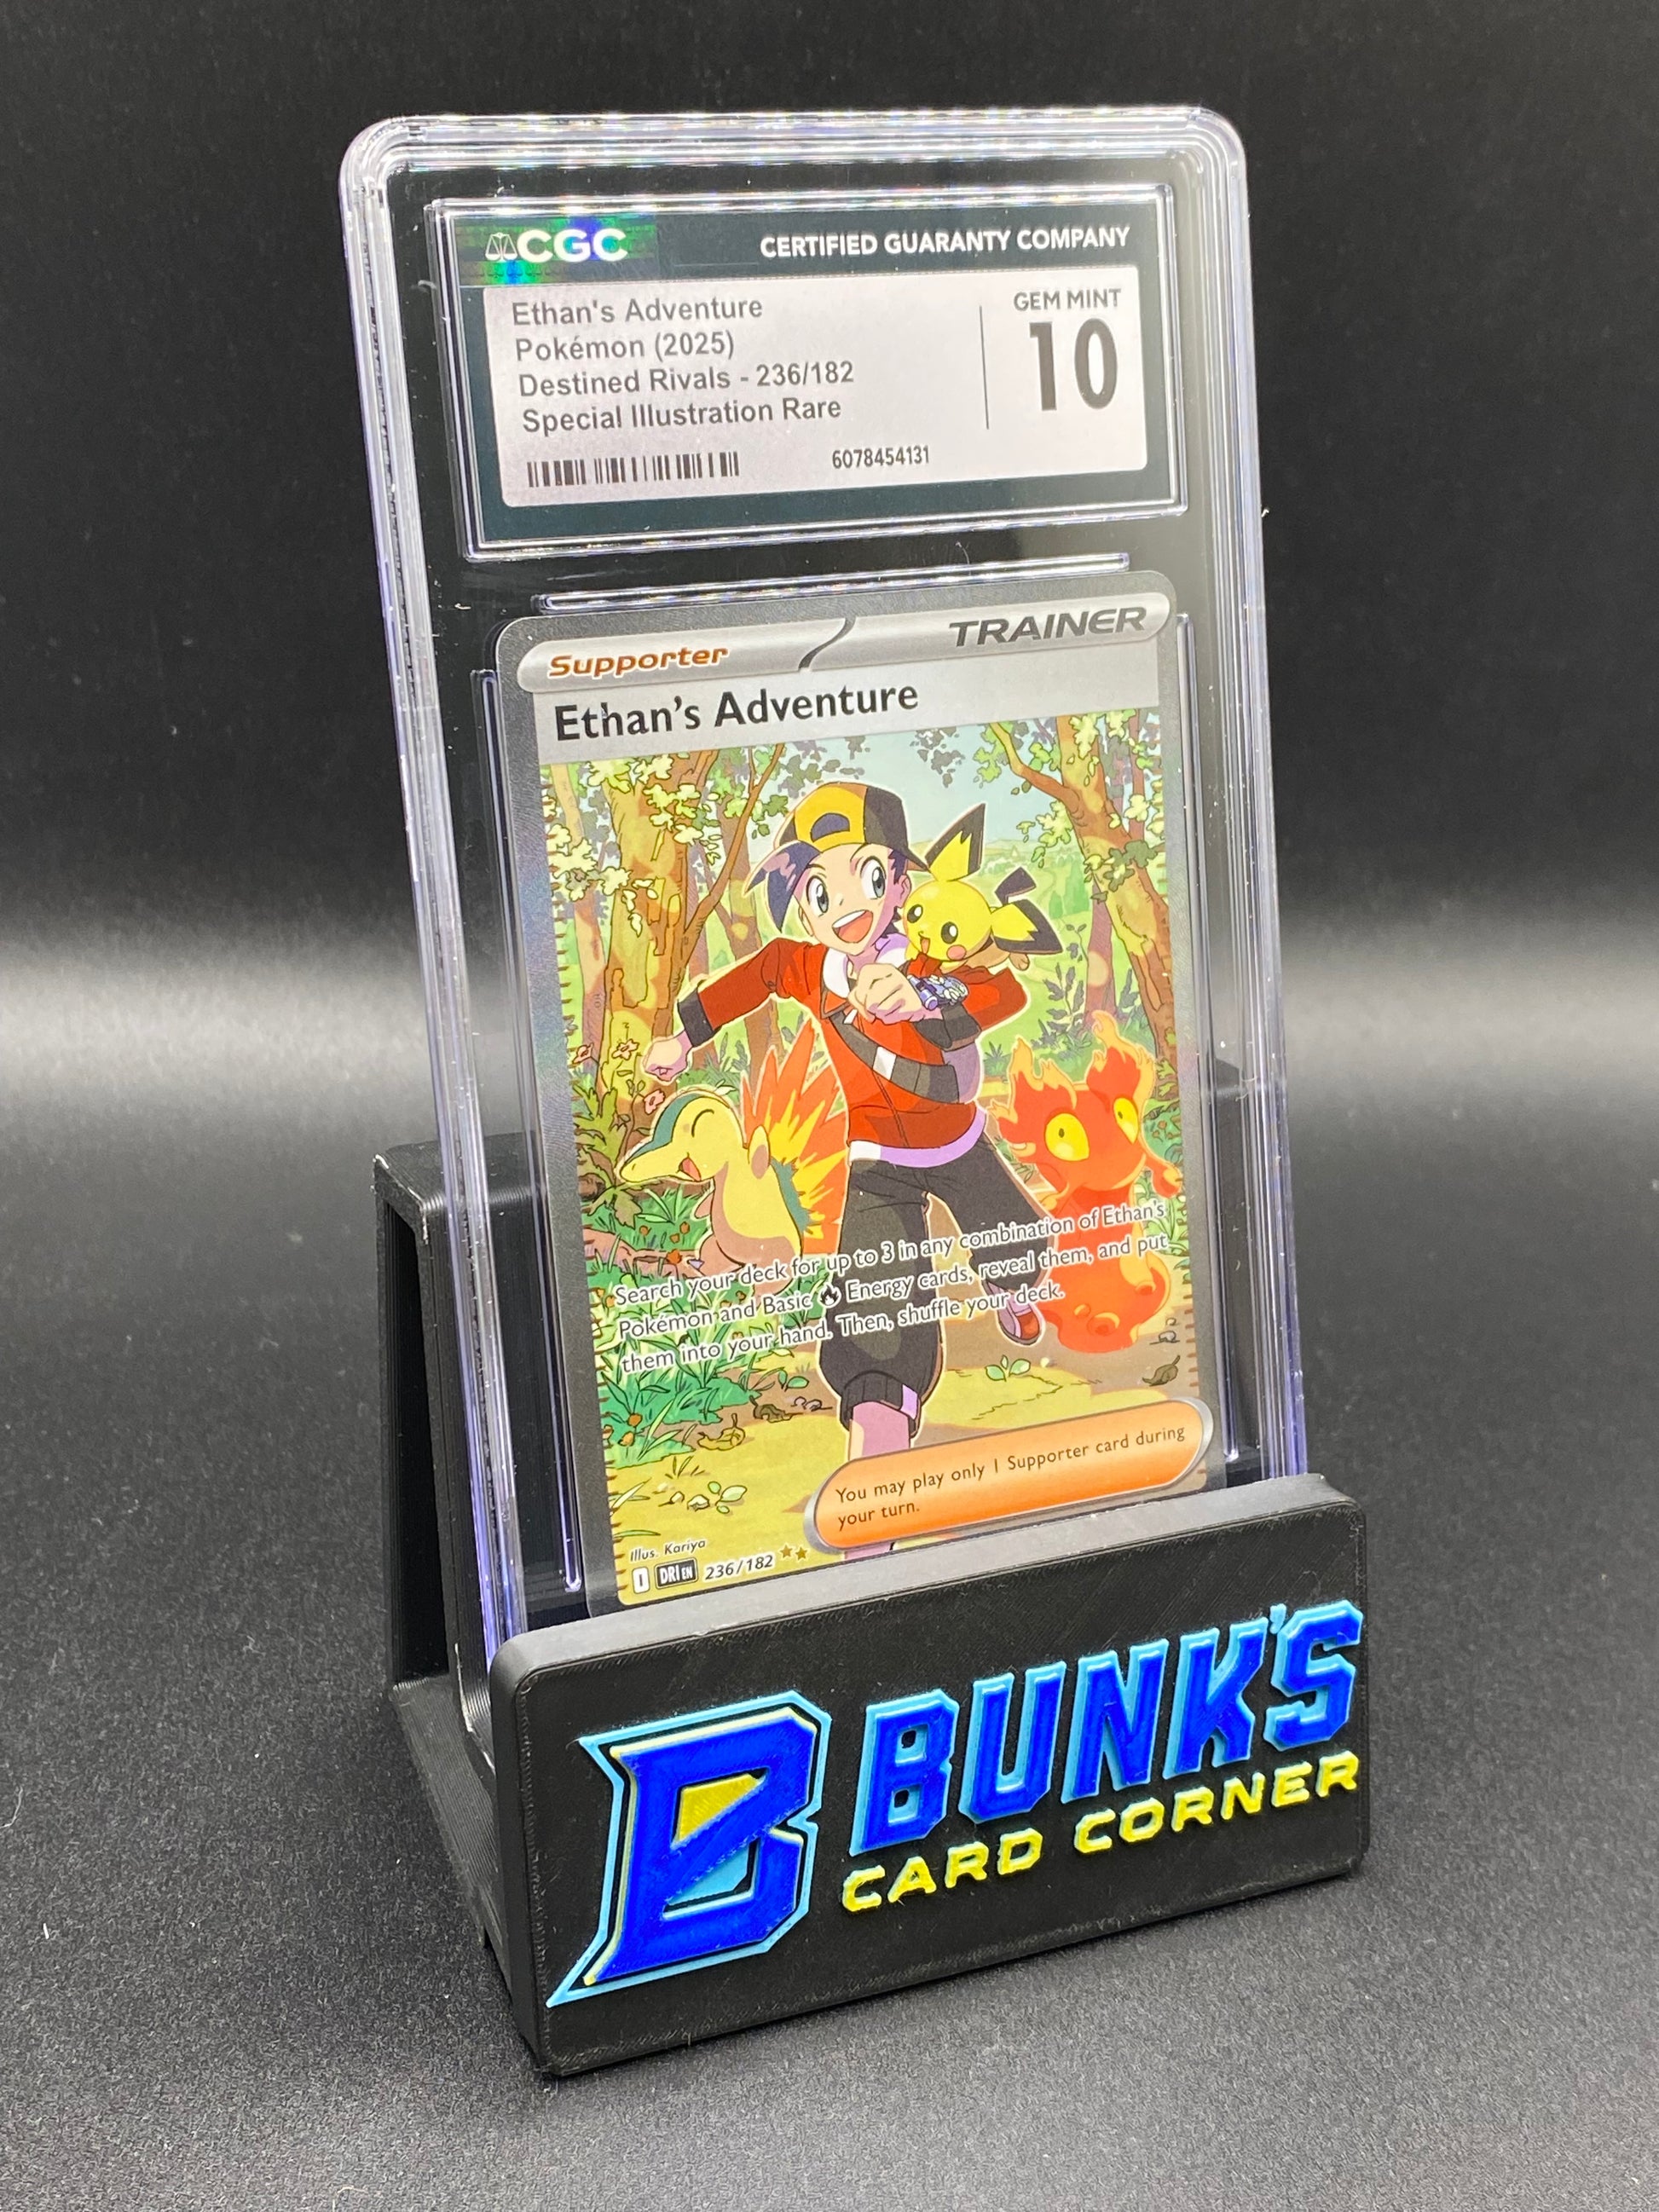 CGC
CERTIFIED GUARANTY COMPANY
Ethan's Adventure
Pokémon (2025)
Destined Rivals - 236/182
Special Illustration Rare
GEM MINT
10
6078454131
Supporter
TRAINER
Ethan's Adventure
Search your deck for up to 3 in any combination of Ethan's
Pokémon and Basic Energy cards, reveal them, and put
them into your hand. Then, shuffle your deck.
You may play only 1 Supporter card during
your turn.
Illus. Kariya
I DRI EN 236/182
B
BUNK'S
CARD CORNER